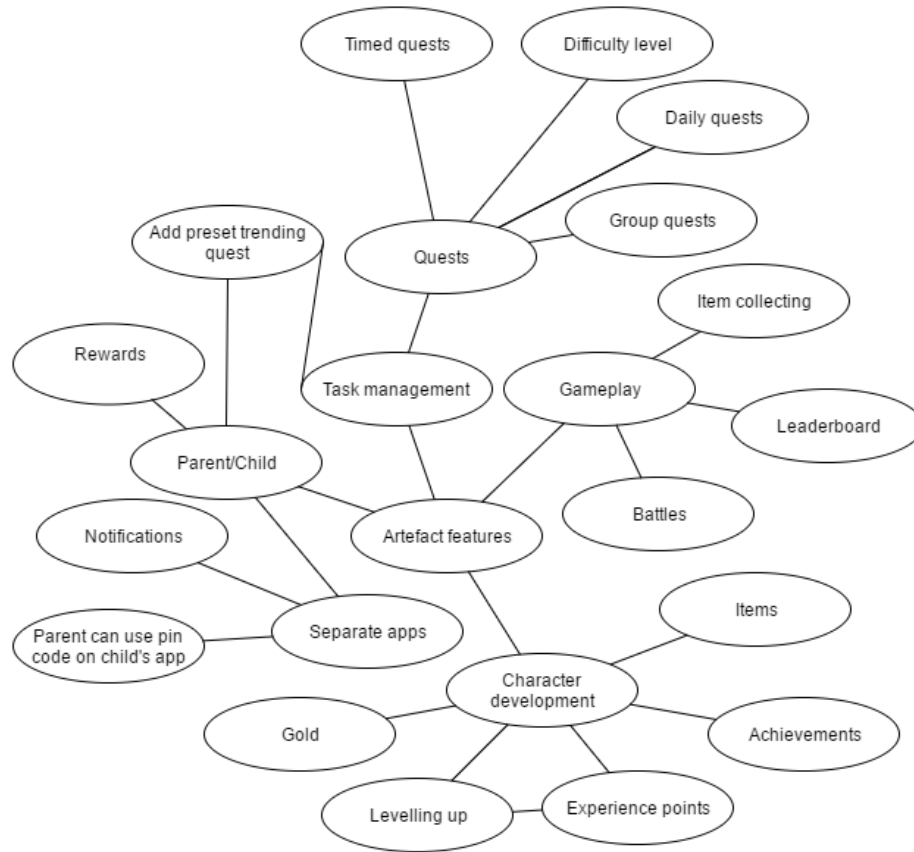 Timed quests
Difficulty level
Daily quests
Group quests
Add preset trending
quest
Quests
Item collecting
Rewards
Task management
Gameplay
Leaderboard
Parent/Child
Battles
Notifications
Artefact features
Items
Parent can use pin
code on child's app
Separate apps
Character
development
Gold
Achievements
Levelling up
Experience points